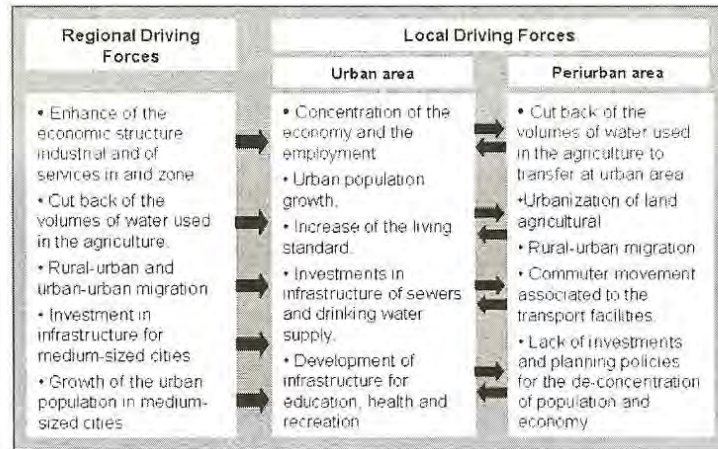 Regional Driving
Forces
Local Driving Forces
Urban area
Periurban area
• Enhance of the
economic structure
industrial and of
services in arid zone
• Cut back of the
volumes of water used
in the agriculture.
• Rural-urban and
urban-urban migration
• Investment in
infrastructure for
medium-sized cities
• Growth of the urban
population in medium-
sized cities
• Concentration of the
economy and the
employment
• Urban population
growth.
• Increase of the living
standard.
• Investments in
infrastructure of sewers
and drinking water
supply.
• Development of
infrastructure for
education, health and
recreation
• Cut back of the
volumes of water used
in the agriculture to
transfer at urban area
•Urbanization of land
agricultural
• Rural-urban migration
• Commuter movement
associated to the
transport facilities.
• Lack of investments
and planning policies
for the de-concentration
of population and
economy